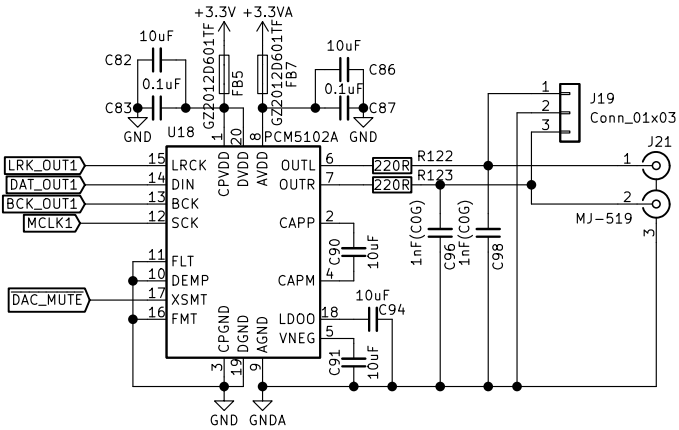 +3.3V +3.3VA
10uF
C82
0.1uF
C83
GND
GZ2012D601TF
FB5
GZ2012D601TF
FB7
10uF
C86
0.1uF
C87
GND
U18
PCM5102A
1
20
8
CPVDD
DVDD
AVDD
LRK_OUT1 15 LRCK
DAT_OUT1 14 DIN
BCK_OUT1 13 BCK
MCLK1 12 SCK
11 FLT
10 DEMP
DAC_MUTE 17 XSMT
16 FMT
OUTL 6 220R R122
OUTR 7 220R R123
CAPP 2
C90
10uF
CAPM 4
LDOO 18
10uF
C94
VNEG 5
C91
10uF
CPGND
DGND
AGND
3
19
9
GND
GNDA
1nF(C0G)
C96
1nF(C0G)
C98
1
2
3
J19
Conn_01x03
J21
1
2
MJ-519
3